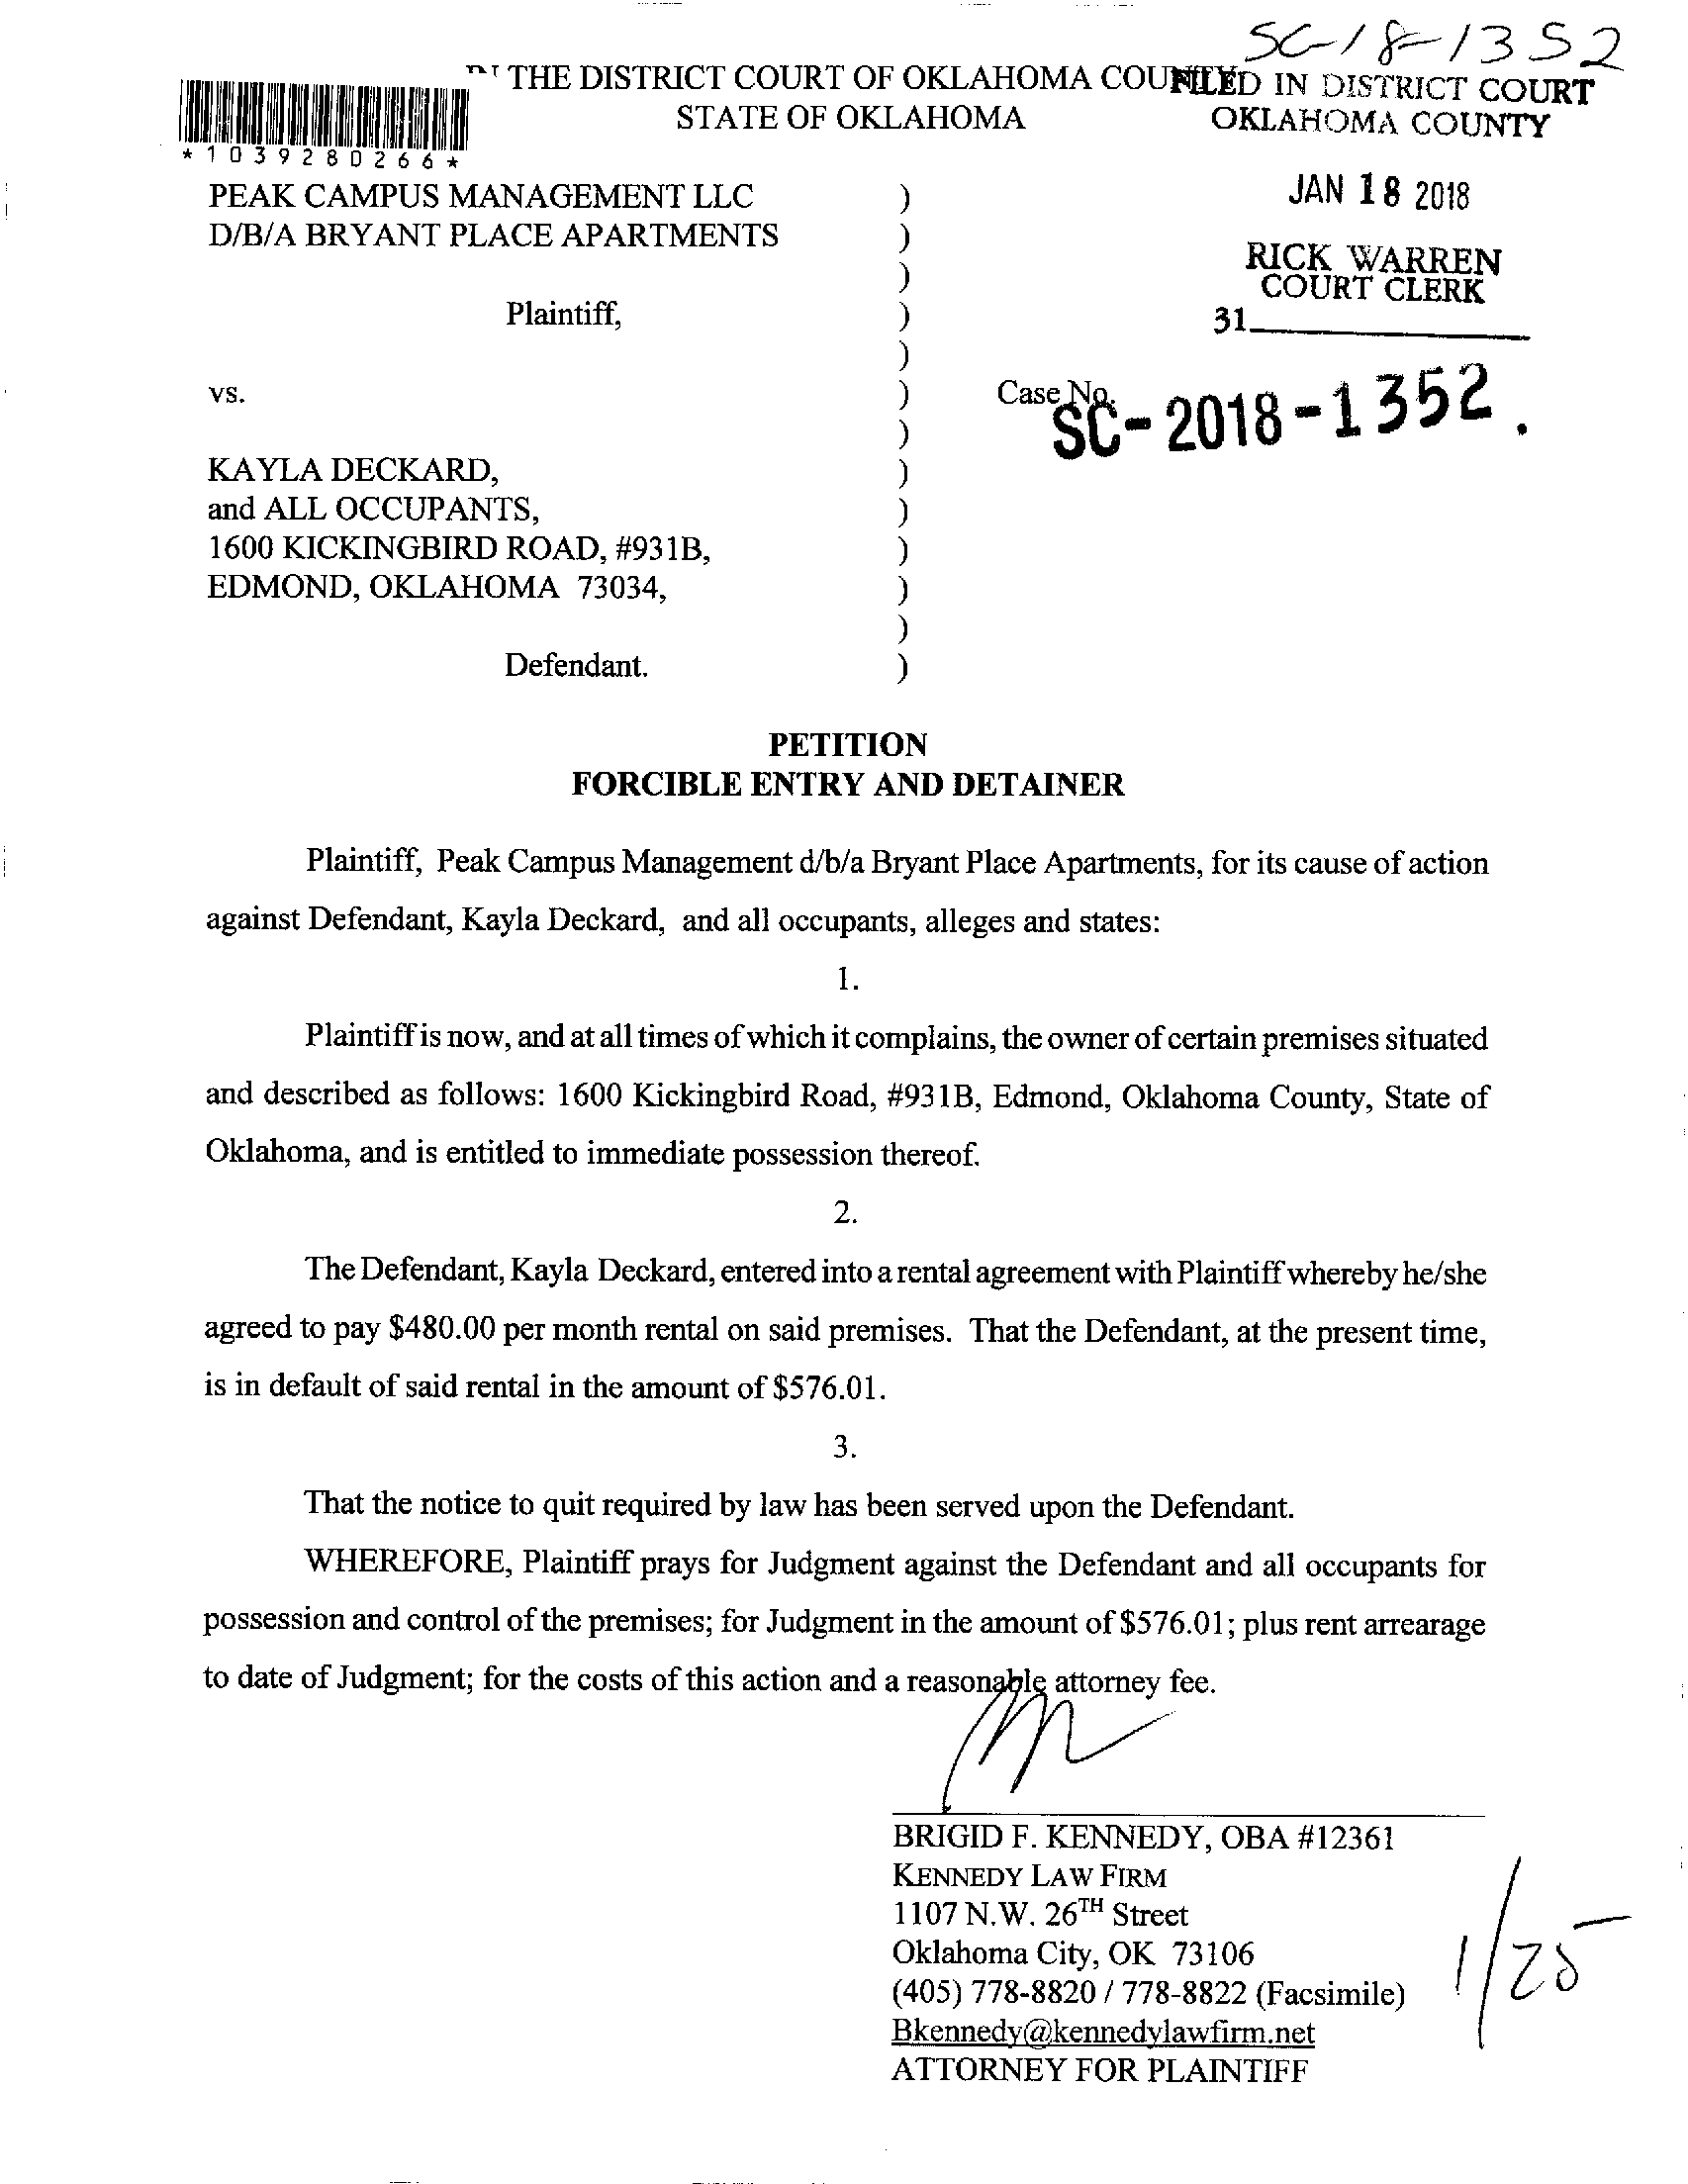 SC-18-1352
IN THE DISTRICT COURT OF OKLAHOMA COUNTY
STATE OF OKLAHOMA
FILED IN DISTRICT COURT
OKLAHOMA COUNTY
*1039280266*
JAN 18 2018
RICK WARREN
COURT CLERK
31
PEAK CAMPUS MANAGEMENT LLC )
D/B/A BRYANT PLACE APARTMENTS )
)
Plaintiff, )
)
vs. ) Case No.
SC-2018-1352.
)
KAYLA DECKARD, )
and ALL OCCUPANTS, )
1600 KICKINGBIRD ROAD, #931B, )
EDMOND, OKLAHOMA 73034, )
)
Defendant. )
PETITION
FORCIBLE ENTRY AND DETAINER
Plaintiff, Peak Campus Management d/b/a Bryant Place Apartments, for its cause of action
against Defendant, Kayla Deckard, and all occupants, alleges and states:
1.
Plaintiff is now, and at all times of which it complains, the owner of certain premises situated
and described as follows: 1600 Kickingbird Road, #931B, Edmond, Oklahoma County, State of
Oklahoma, and is entitled to immediate possession thereof.
2.
The Defendant, Kayla Deckard, entered into a rental agreement with Plaintiff whereby he/she
agreed to pay $480.00 per month rental on said premises. That the Defendant, at the present time,
is in default of said rental in the amount of $576.01.
3.
That the notice to quit required by law has been served upon the Defendant.
WHEREFORE, Plaintiff prays for Judgment against the Defendant and all occupants for
possession and control of the premises; for Judgment in the amount of $576.01; plus rent arrearage
to date of Judgment; for the costs of this action and a reasonable attorney fee.
BRIGID F. KENNEDY, OBA #12361
KENNEDY LAW FIRM
1107 N.W. 26TH Street
Oklahoma City, OK 73106
(405) 778-8820 / 778-8822 (Facsimile)
Bkennedy@kennedylawfirm.net
ATTORNEY FOR PLAINTIFF
1/25